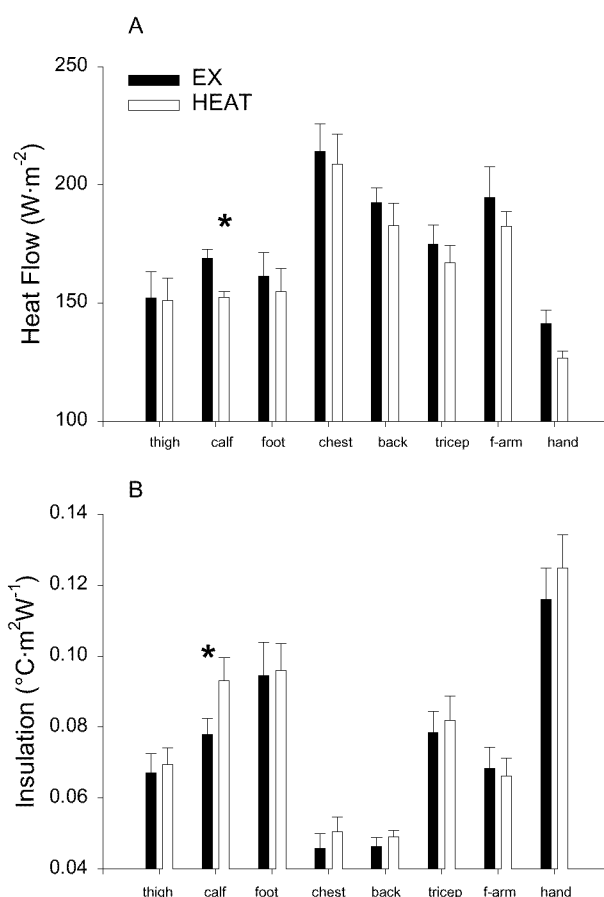 A
250
EX
HEAT
200
*
150
100
Heat Flow (W·m-2)
thigh calf foot chest back tricep f-arm hand
B
0.14
0.12
0.10
*
0.08
0.06
0.04
Insulation (°C·m2W-1)
thigh calf foot chest back tricep f-arm hand